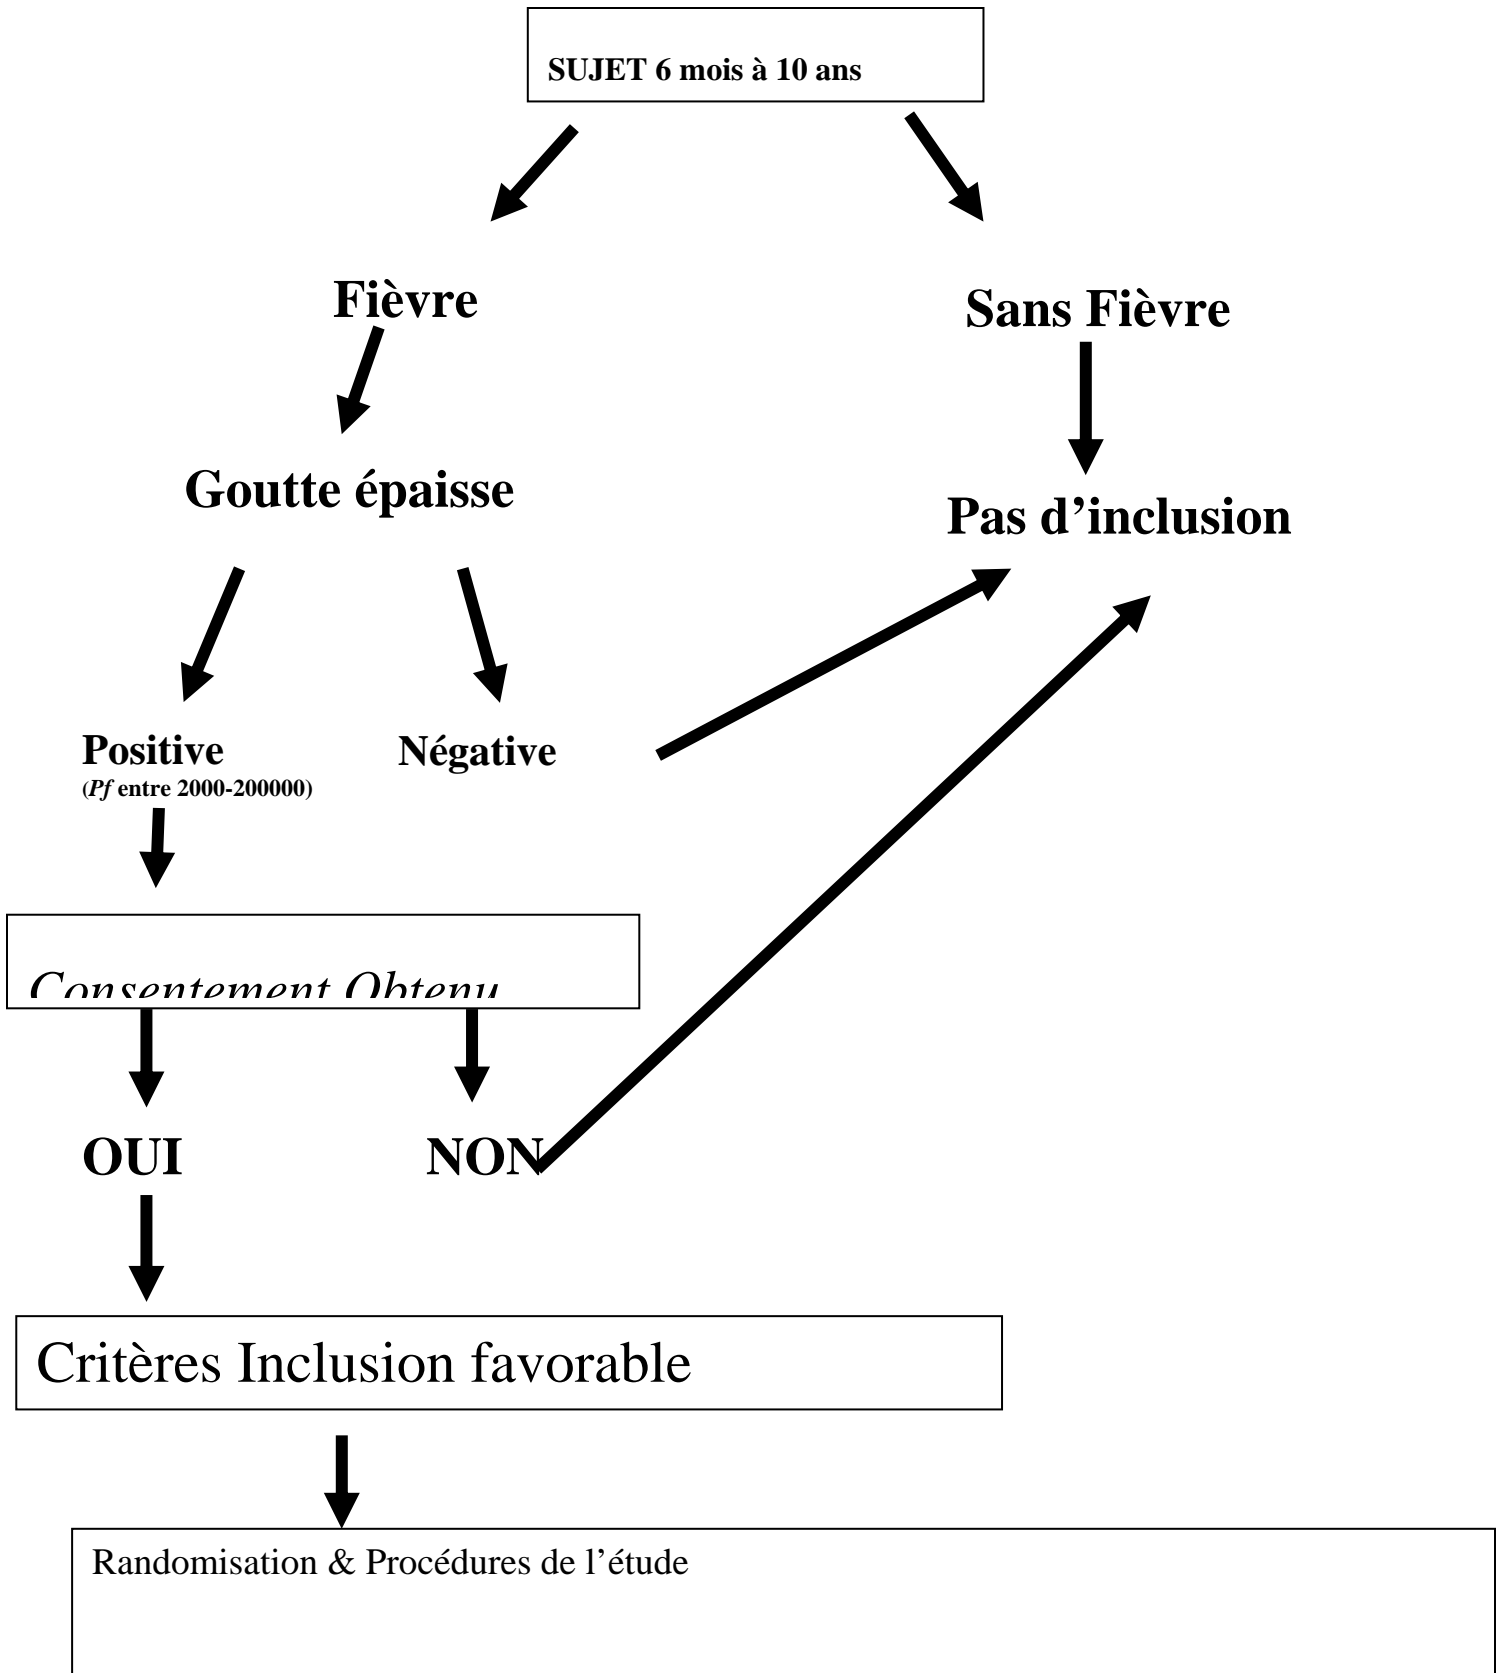 SUJET 6 mois à 10 ans
Fièvre
Sans Fièvre
Goutte épaisse
Pas d’inclusion
Positive
(Pf entre 2000-200000)
Négative
Consentement Obtenu
OUI
NON
Critères Inclusion favorable
Randomisation & Procédures de l’étude